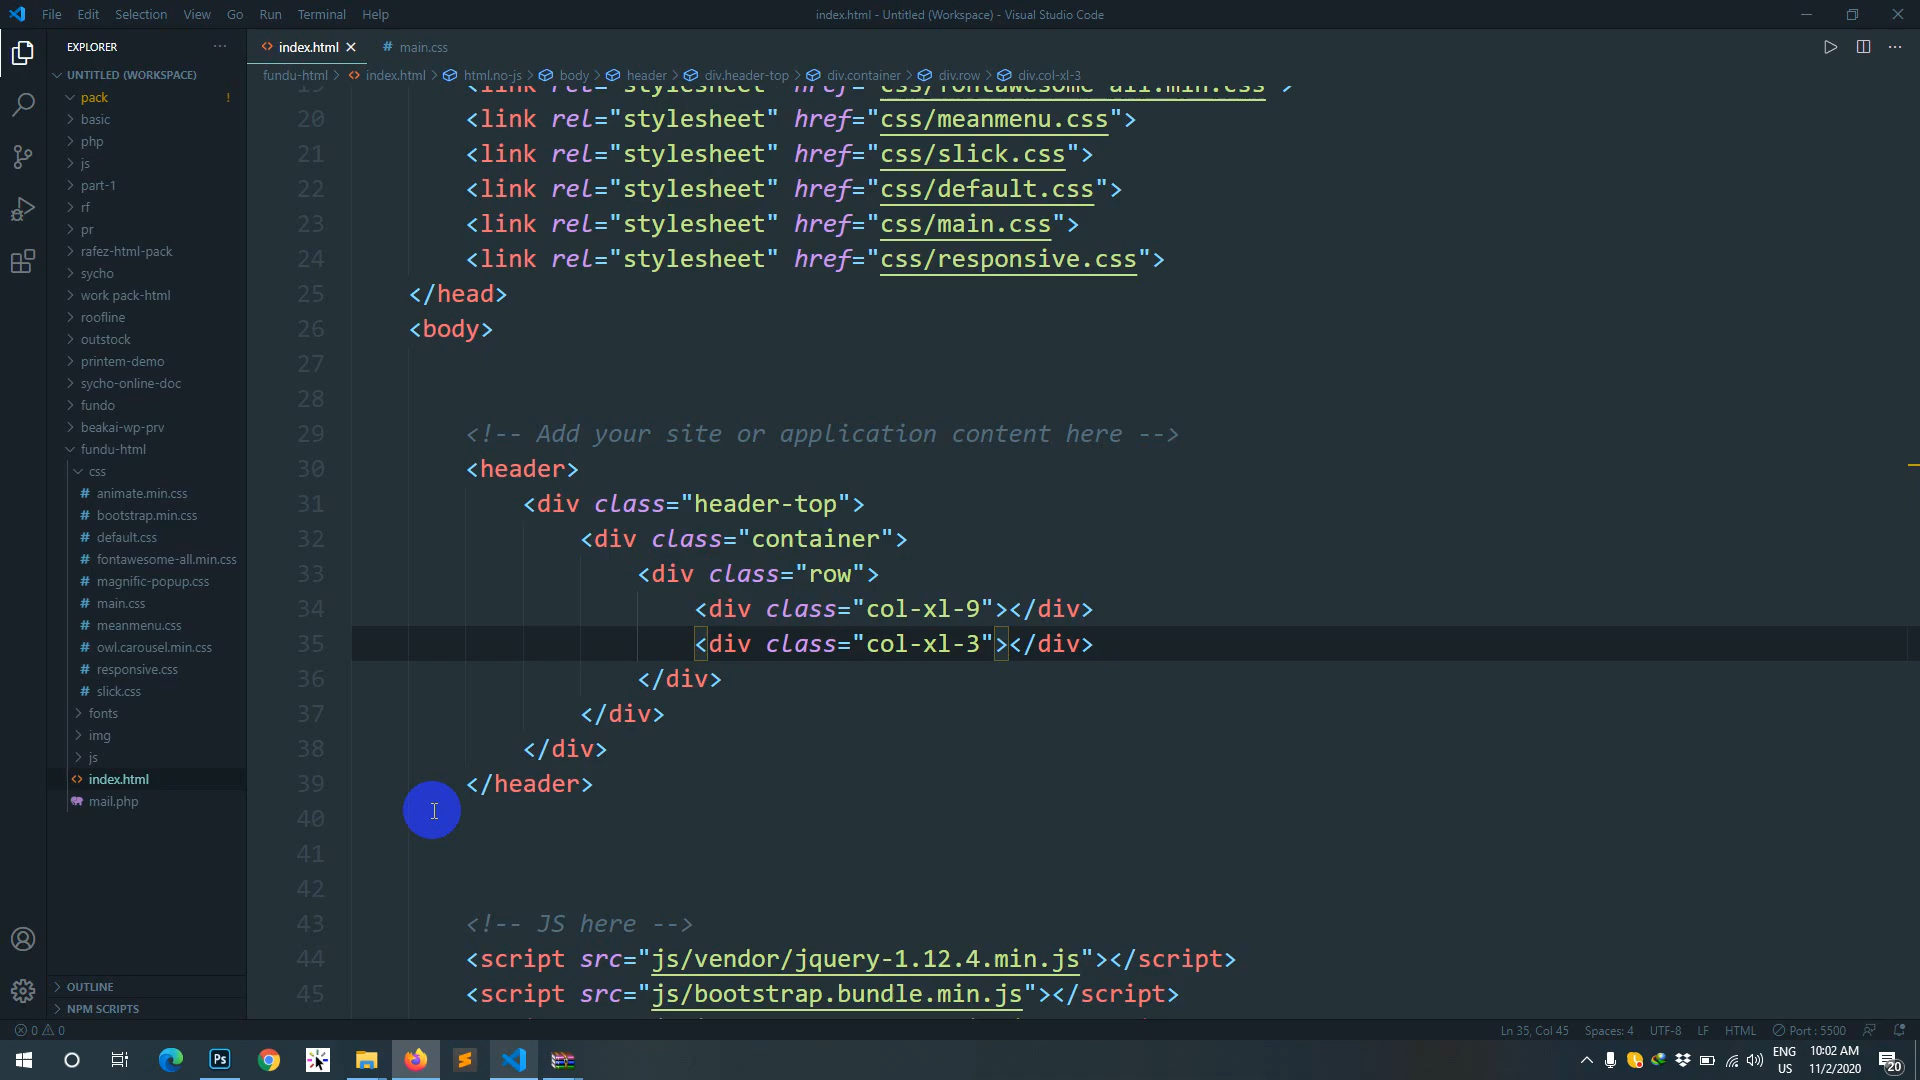 File Edit Selection View Go Run Terminal Help
index.html - Untitled (Workspace) - Visual Studio Code
EXPLORER
index.html
main.css
fundu-html > index.html > html.no-js > body > header > div.header-top > div.container > div.row > div.col-xl-3
UNTITLED (WORKSPACE)
pack !
basic
php
js
part-1
rf
pr
rafez-html-pack
sycho
work pack-html
roofline
outstock
printem-demo
sycho-online-doc
fundo
beakai-wp-prv
fundu-html
css
animate.min.css
bootstrap.min.css
default.css
fontawesome-all.min.css
magnific-popup.css
main.css
meanmenu.css
owl.carousel.min.css
responsive.css
slick.css
fonts
img
js
index.html
mail.php
OUTLINE
NPM SCRIPTS
19 <link rel="stylesheet" href="css/fontawesome-all.min.css">
20 <link rel="stylesheet" href="css/meanmenu.css">
21 <link rel="stylesheet" href="css/slick.css">
22 <link rel="stylesheet" href="css/default.css">
23 <link rel="stylesheet" href="css/main.css">
24 <link rel="stylesheet" href="css/responsive.css">
25 </head>
26 <body>
27
28
29 <!-- Add your site or application content here -->
30 <header>
31 <div class="header-top">
32 <div class="container">
33 <div class="row">
34 <div class="col-xl-9"></div>
35 <div class="col-xl-3"></div>
36 </div>
37 </div>
38 </div>
39 </header>
40
41
42
43 <!-- JS here -->
44 <script src="js/vendor/jquery-1.12.4.min.js"></script>
45 <script src="js/bootstrap.bundle.min.js"></script>
0 0
Ln 35, Col 45 Spaces: 4 UTF-8 LF HTML Port : 5500
Ps
ENG
US
10:02 AM
11/2/2020
20